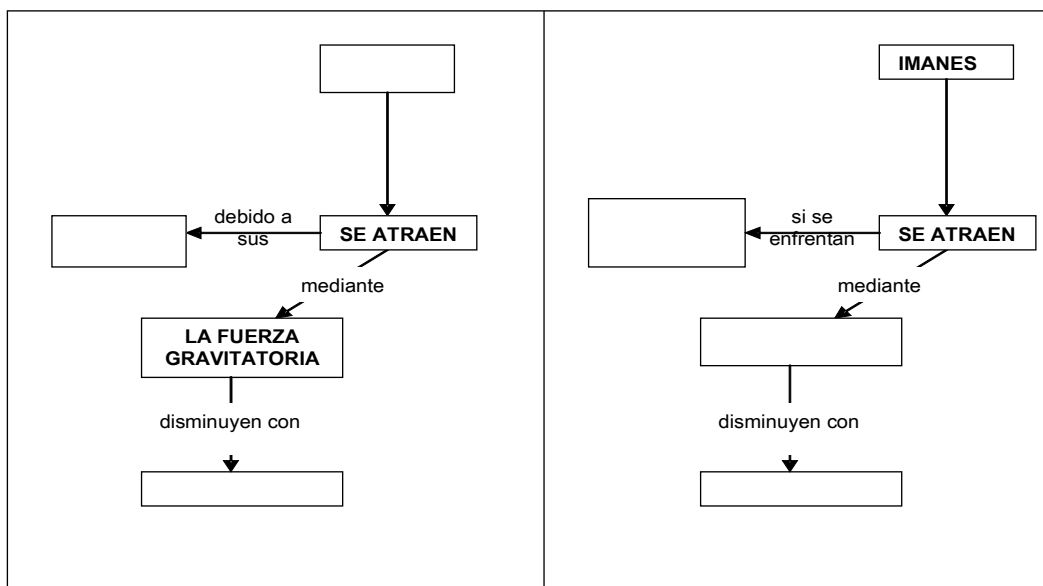 debido a
sus
SE ATRAEN
mediante
LA FUERZA
GRAVITATORIA
disminuyen con
IMANES
si se
enfrentan
SE ATRAEN
mediante
disminuyen con